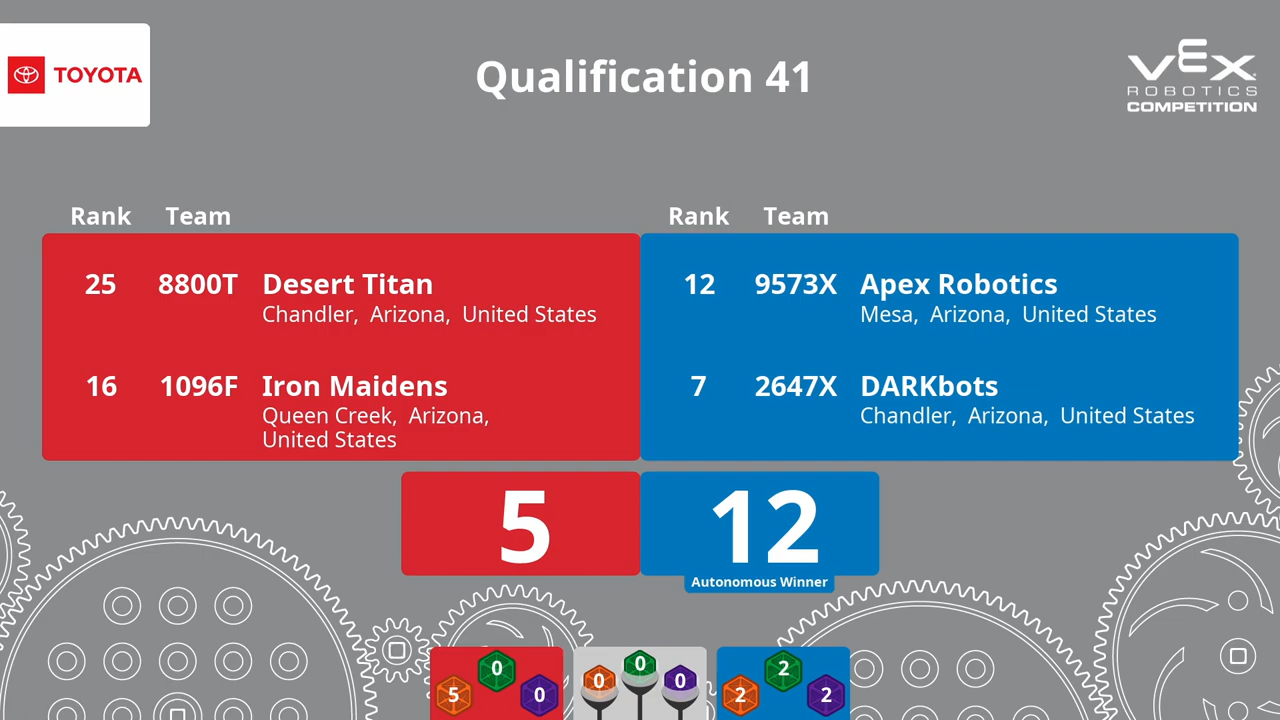 TOYOTA
Qualification 41
VEX
ROBOTICS
COMPETITION
Rank Team
Rank Team
25 8800T Desert Titan
Chandler, Arizona, United States
16 1096F Iron Maidens
Queen Creek, Arizona,
United States
12 9573X Apex Robotics
Mesa, Arizona, United States
7 2647X DARKbots
Chandler, Arizona, United States
5
12
Autonomous Winner
0
5 0
0
0 0
2
2 2